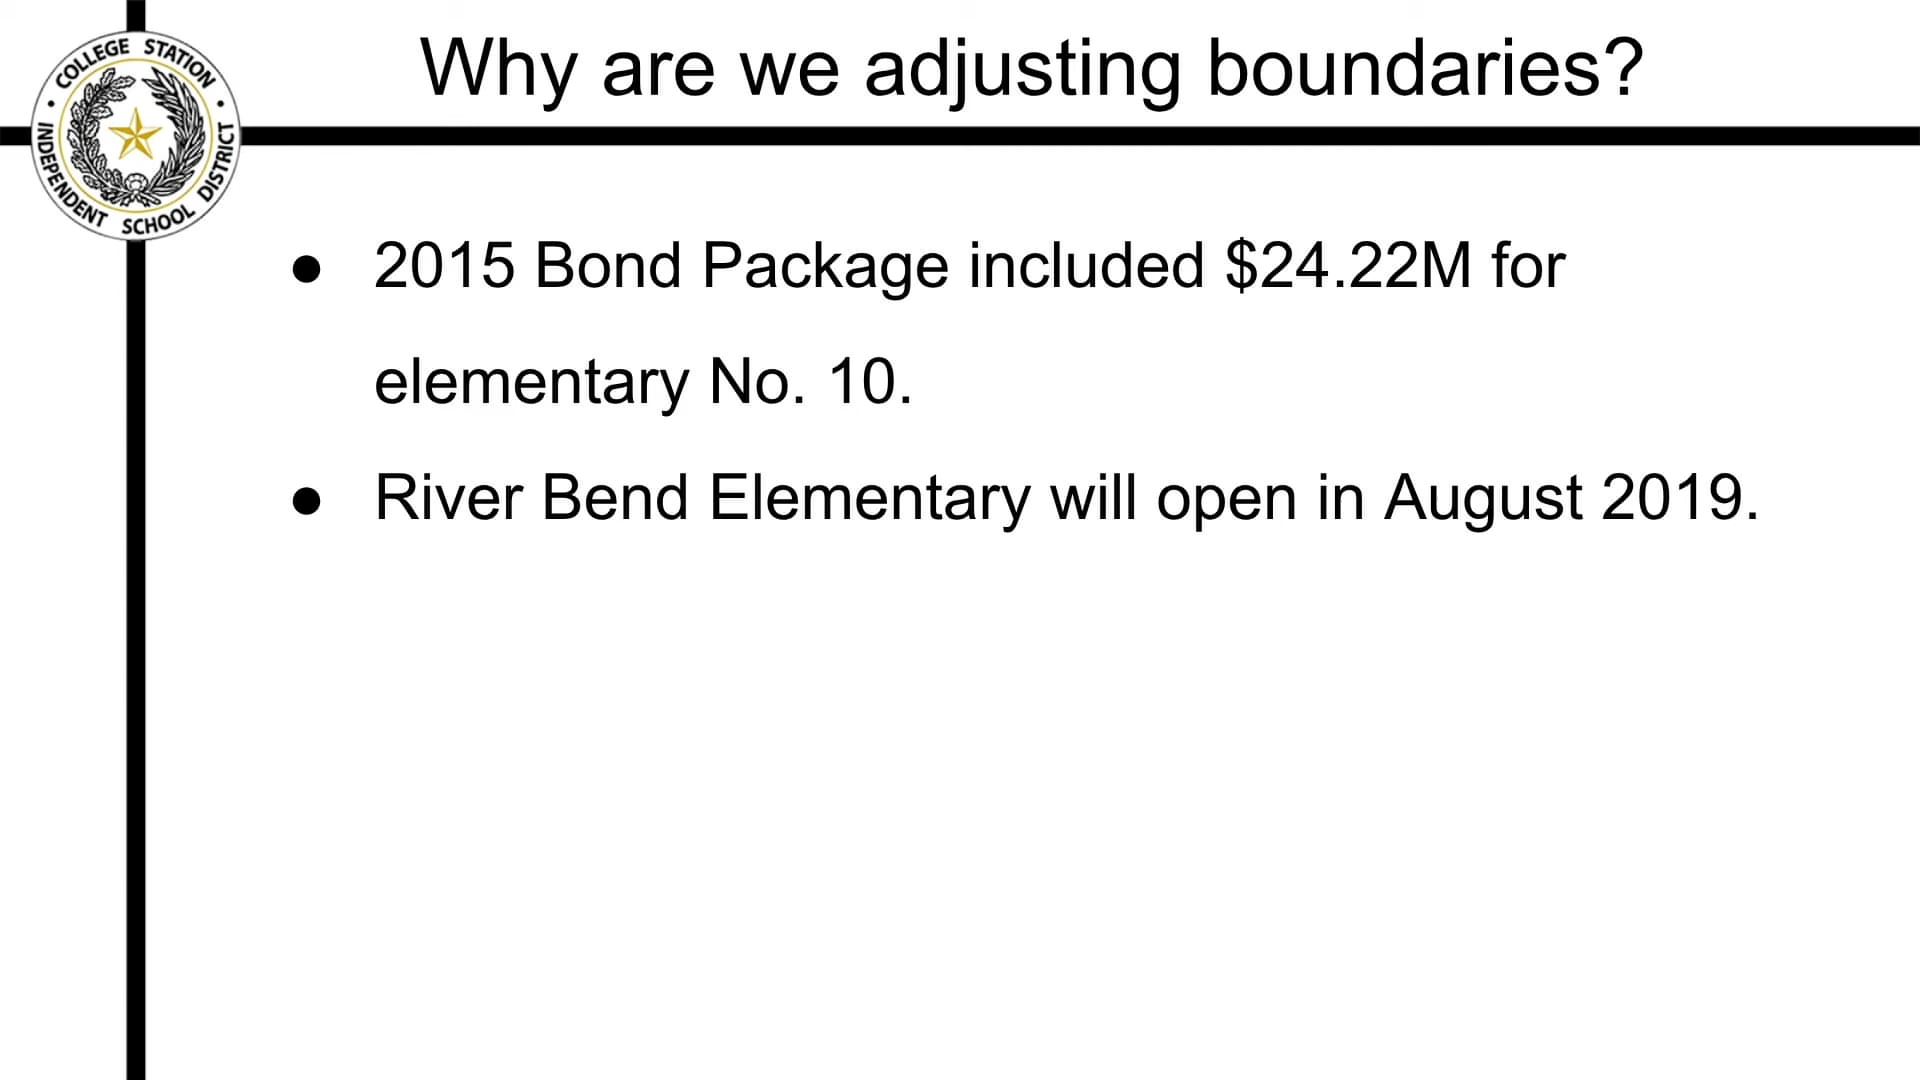 Why are we adjusting boundaries?
COLLEGE STATION
INDEPENDENT SCHOOL DISTRICT
● 2015 Bond Package included $24.22M for
elementary No. 10.
● River Bend Elementary will open in August 2019.